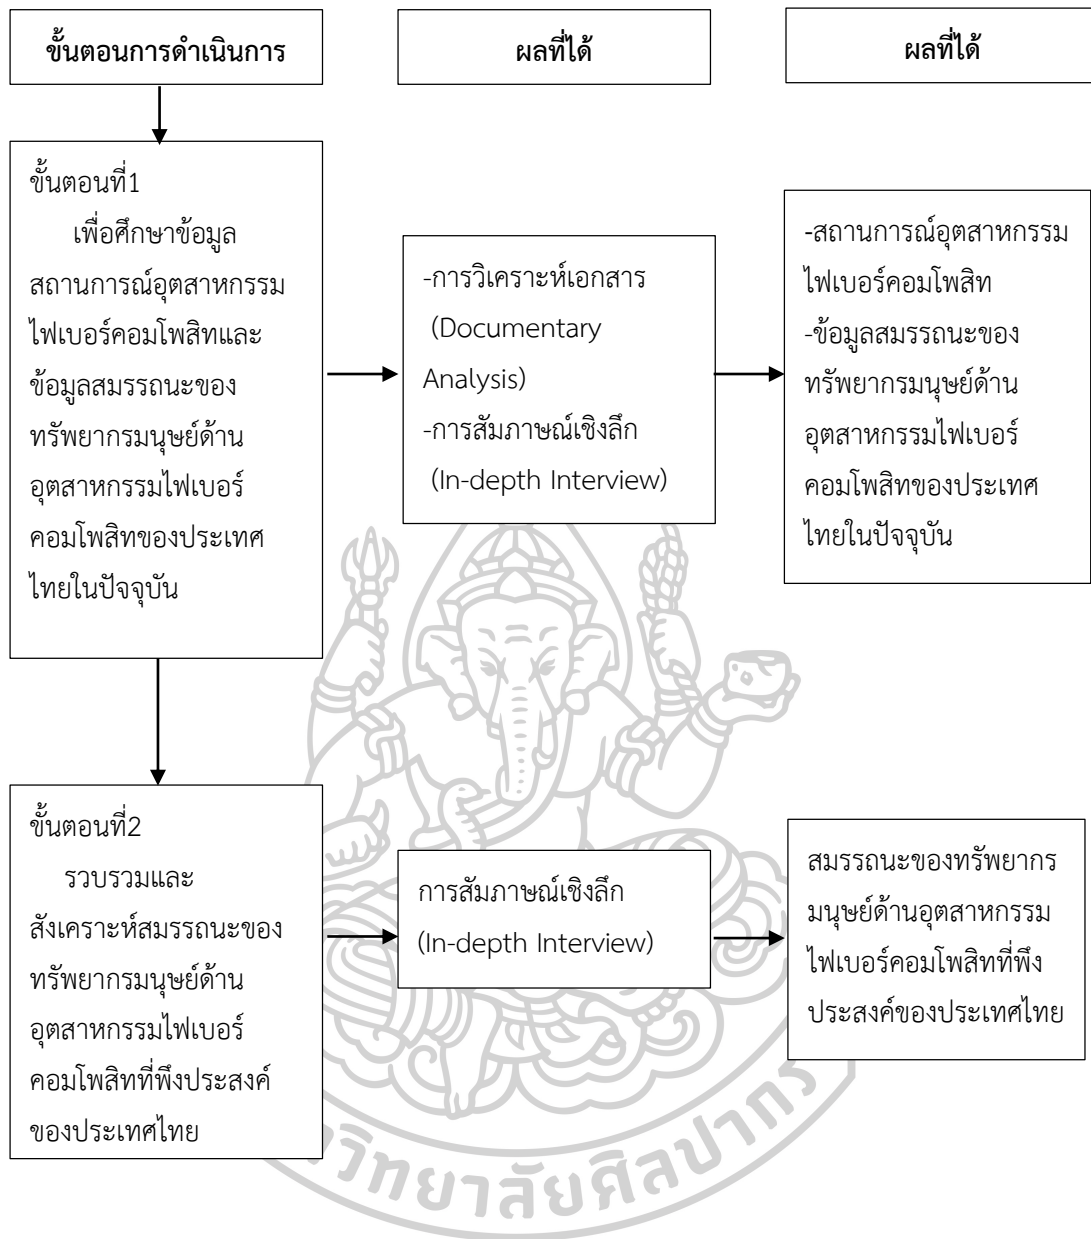 ขั้นตอนการดำเนินการ
ผลที่ได้
ผลที่ได้
ขั้นตอนที่1
เพื่อศึกษาข้อมูล
สถานการณ์อุตสาหกรรม
ไฟเบอร์คอมโพสิทและ
ข้อมูลสมรรถนะของ
ทรัพยากรมนุษย์ด้าน
อุตสาหกรรมไฟเบอร์
คอมโพสิทของประเทศ
ไทยในปัจจุบัน
-การวิเคราะห์เอกสาร
(Documentary
Analysis)
-การสัมภาษณ์เชิงลึก
(In-depth Interview)
-สถานการณ์อุตสาหกรรม
ไฟเบอร์คอมโพสิท
-ข้อมูลสมรรถนะของ
ทรัพยากรมนุษย์ด้าน
อุตสาหกรรมไฟเบอร์
คอมโพสิทของประเทศ
ไทยในปัจจุบัน
ขั้นตอนที่2
รวบรวมและ
สังเคราะห์สมรรถนะของ
ทรัพยากรมนุษย์ด้าน
อุตสาหกรรมไฟเบอร์
คอมโพสิทที่พึงประสงค์
ของประเทศไทย
การสัมภาษณ์เชิงลึก
(In-depth Interview)
สมรรถนะของทรัพยากร
มนุษย์ด้านอุตสาหกรรม
ไฟเบอร์คอมโพสิทที่พึง
ประสงค์ของประเทศไทย
วิทยาลัยศิลปากร